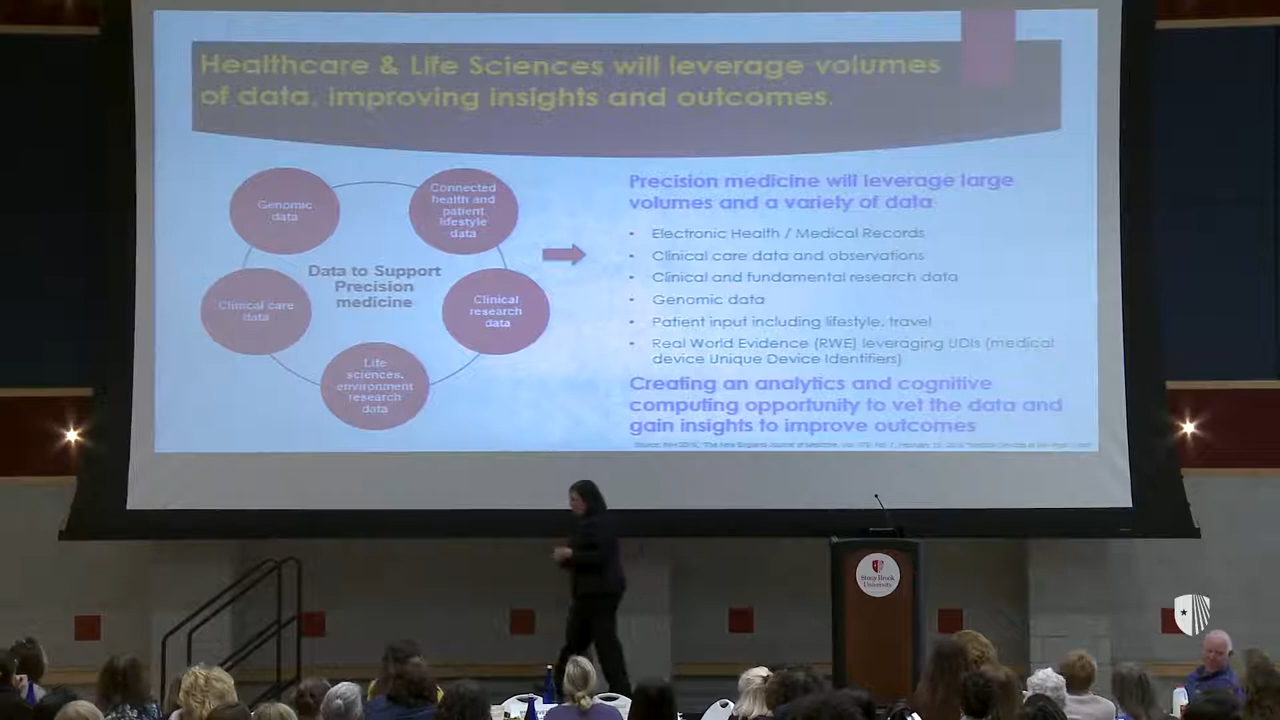 Healthcare & Life Sciences will leverage volumes
of data, improving insights and outcomes.
Genomic
data
Connected
health and
patient
lifestyle
data
Data to Support
Precision
medicine
Clinical care
data
Clinical
research
data
Life
sciences,
environment
research
data
Precision medicine will leverage large
volumes and a variety of data
• Electronic Health / Medical Records
• Clinical care data and observations
• Clinical and fundamental research data
• Genomic data
• Patient input including lifestyle, travel
• Real World Evidence (RWE) leveraging UDIs (medical
device Unique Device Identifiers)
Creating an analytics and cognitive
computing opportunity to vet the data and
gain insights to improve outcomes
Stony Brook
University